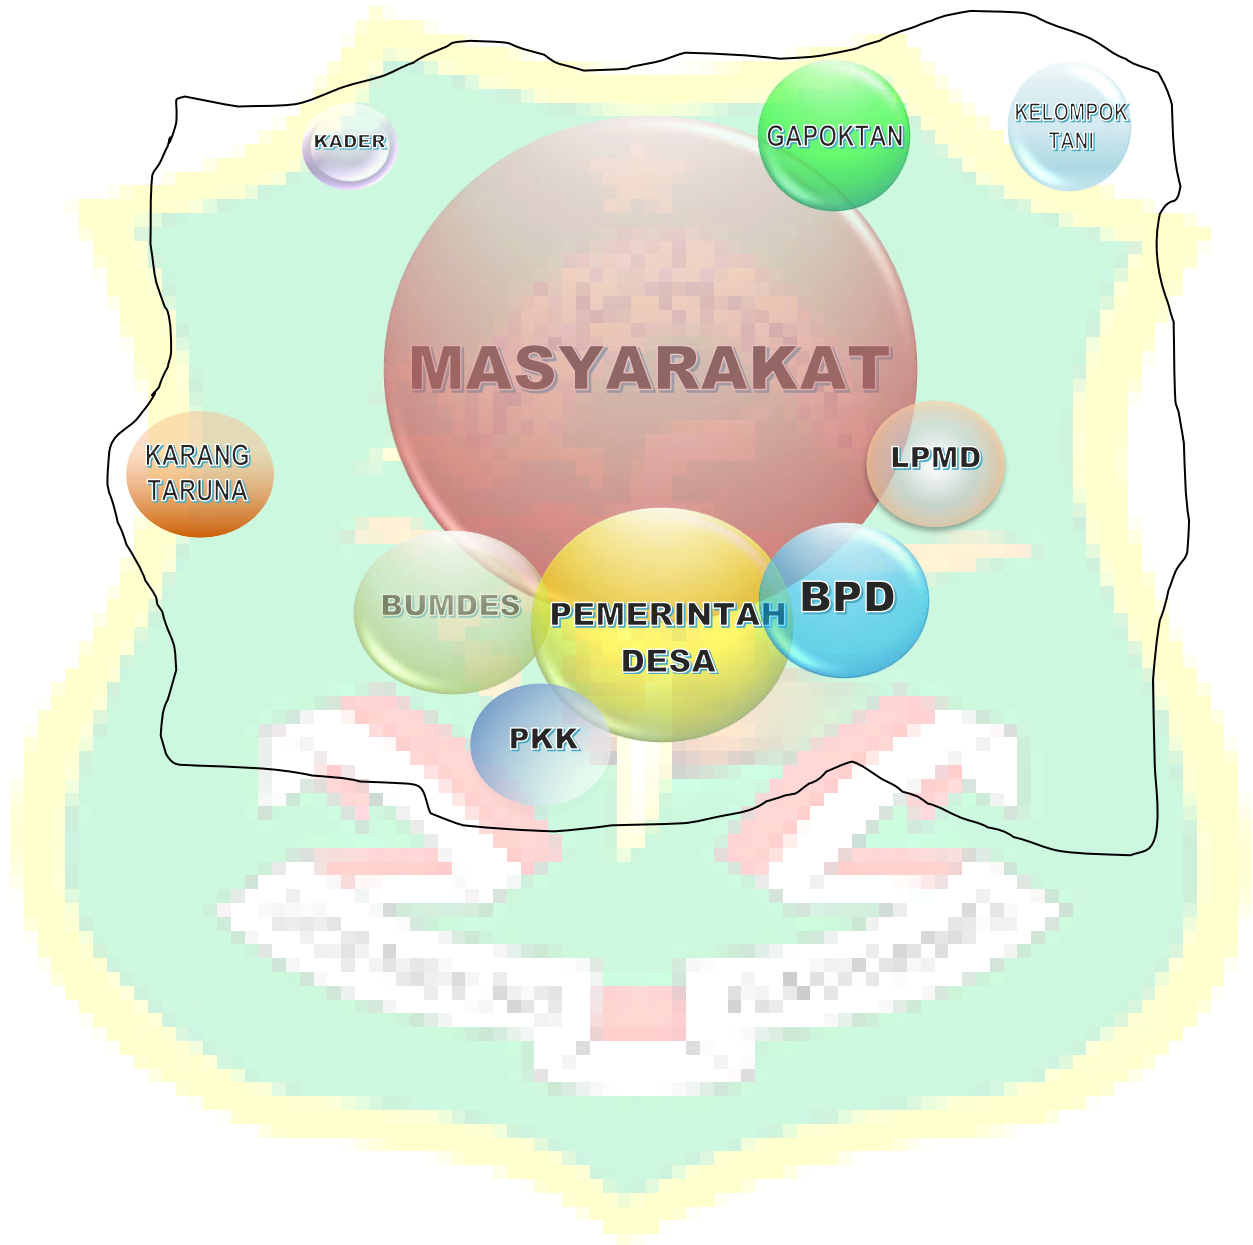 KADER
GAPOKTAN
KELOMPOK
TANI
MASYARAKAT
KARANG
TARUNA
LPMD
BUMDES
PEMERINTAH
DESA
BPD
PKK